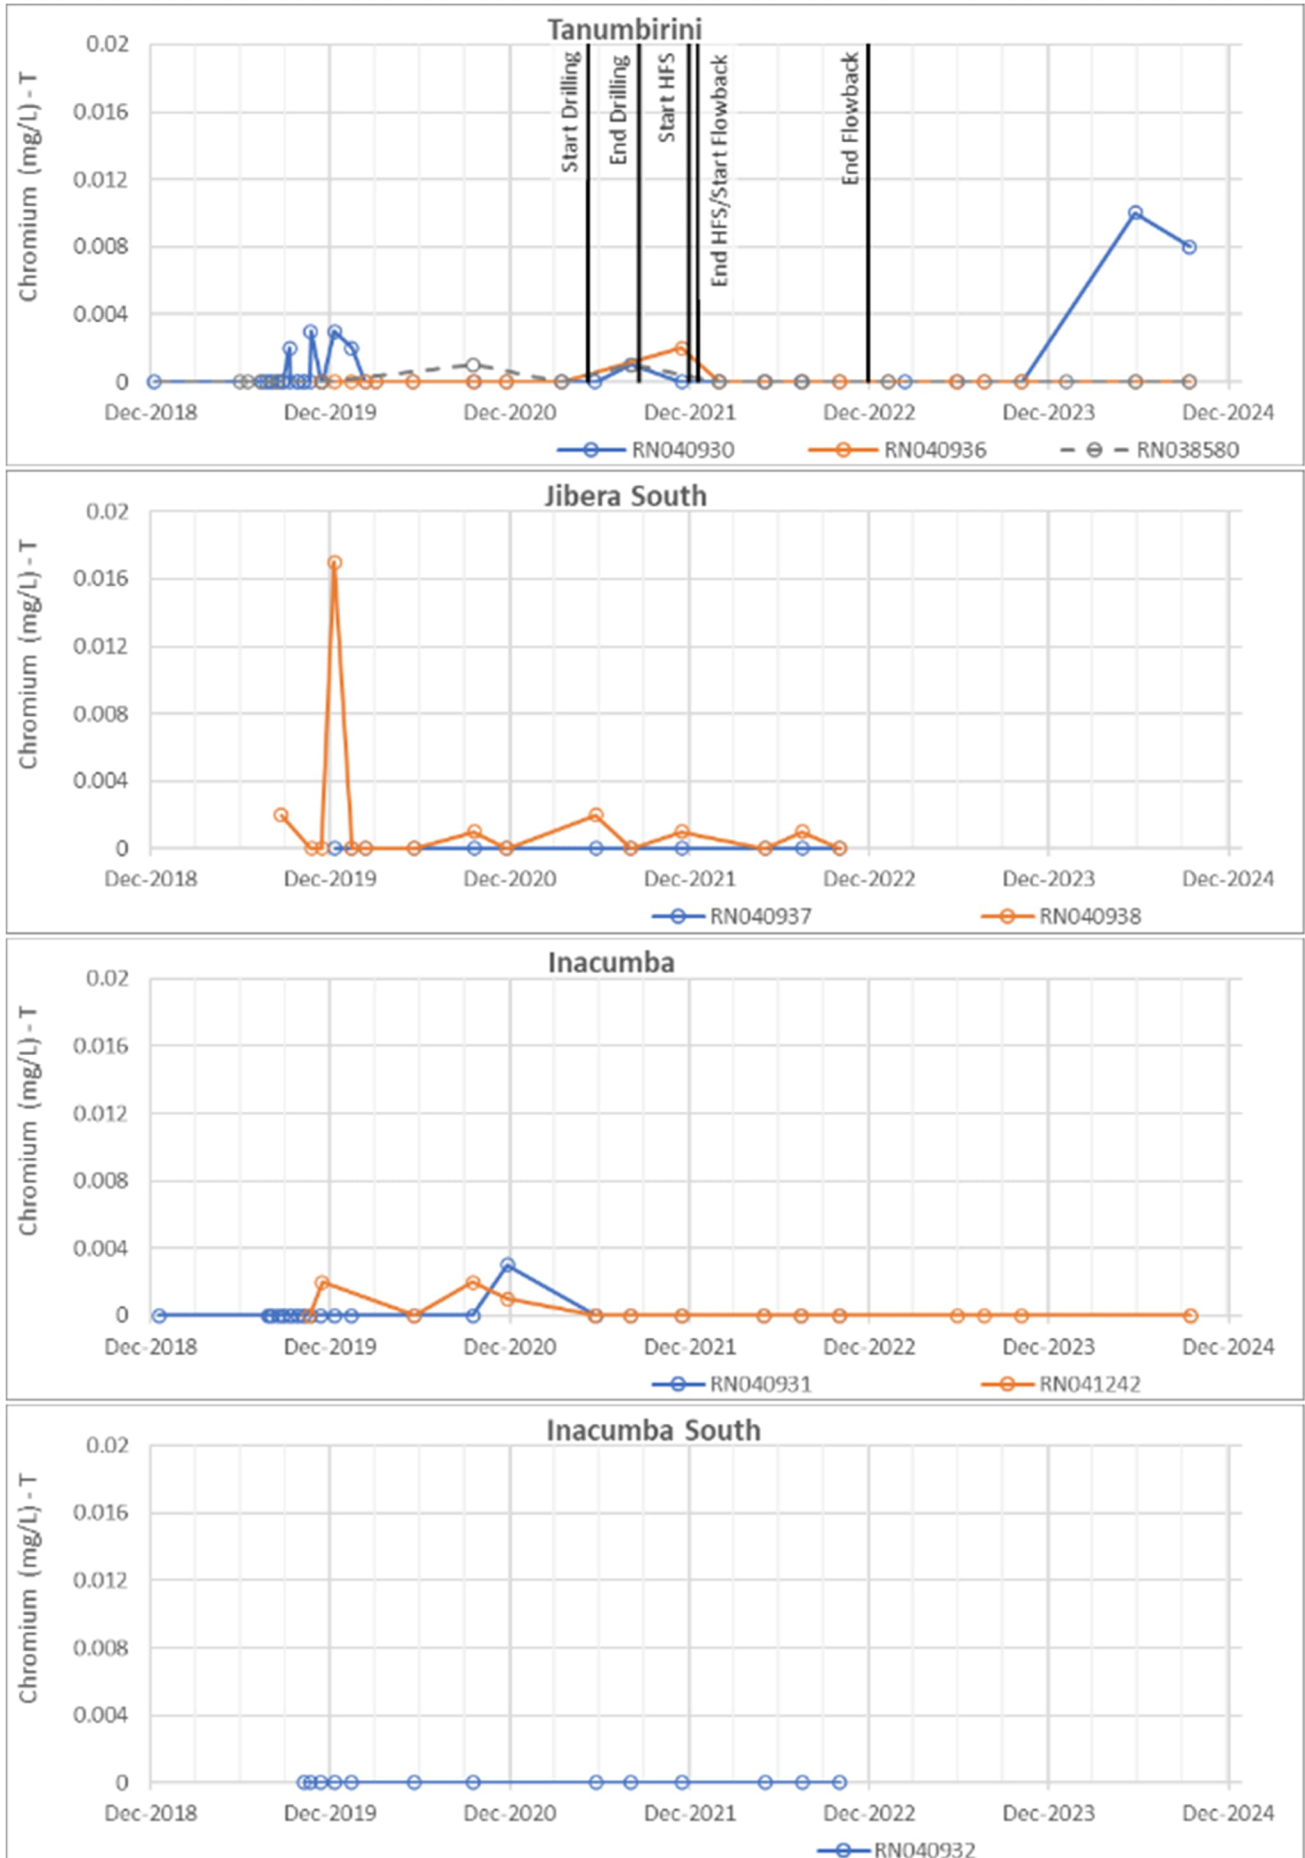 Tanumbirini
Chromium (mg/L) - T
0.02
0.016
0.012
0.008
0.004
0
Start Drilling
End Drilling
Start HFS
End HFS/Start Flowback
End Flowback
Dec-2018 Dec-2019 Dec-2020 Dec-2021 Dec-2022 Dec-2023 Dec-2024
RN040930 RN040936 RN038580
Jibera South
Chromium (mg/L) - T
0.02
0.016
0.012
0.008
0.004
0
Dec-2018 Dec-2019 Dec-2020 Dec-2021 Dec-2022 Dec-2023 Dec-2024
RN040937 RN040938
Inacumba
Chromium (mg/L) - T
0.02
0.016
0.012
0.008
0.004
0
Dec-2018 Dec-2019 Dec-2020 Dec-2021 Dec-2022 Dec-2023 Dec-2024
RN040931 RN041242
Inacumba South
Chromium (mg/L) - T
0.02
0.016
0.012
0.008
0.004
0
Dec-2018 Dec-2019 Dec-2020 Dec-2021 Dec-2022 Dec-2023 Dec-2024
RN040932